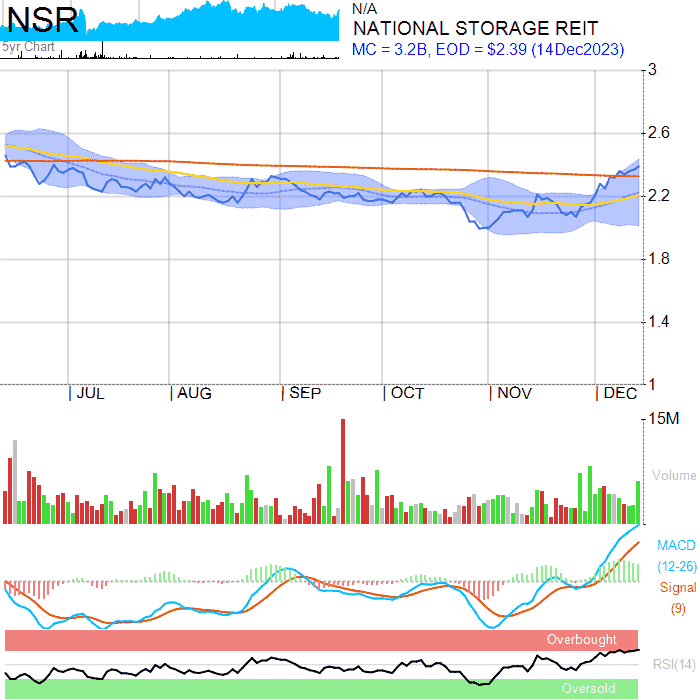 NSR
5yr Chart
N/A
NATIONAL STORAGE REIT
MC = 3.2B, EOD = $2.39 (14Dec2023)
3
2.6
2.2
1.8
1.4
1
| JUL | AUG | SEP | OCT | NOV | DEC
15M
Volume
MACD
(12-26)
Signal
(9)
Overbought
RSI(14)
Oversold